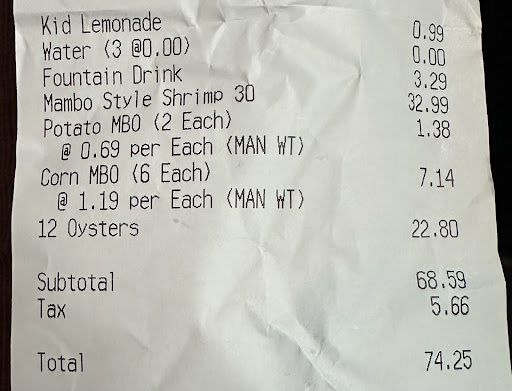 Kid Lemonade 0.99
Water (3 @0.00) 0.00
Fountain Drink 3.29
Mambo Style Shrimp 30 32.99
Potato MBO (2 Each) 1.38
@ 0.69 per Each (MAN WT)
Corn MBO (6 Each) 7.14
@ 1.19 per Each (MAN WT)
12 Oysters 22.80
Subtotal 68.59
Tax 5.66
Total 74.25